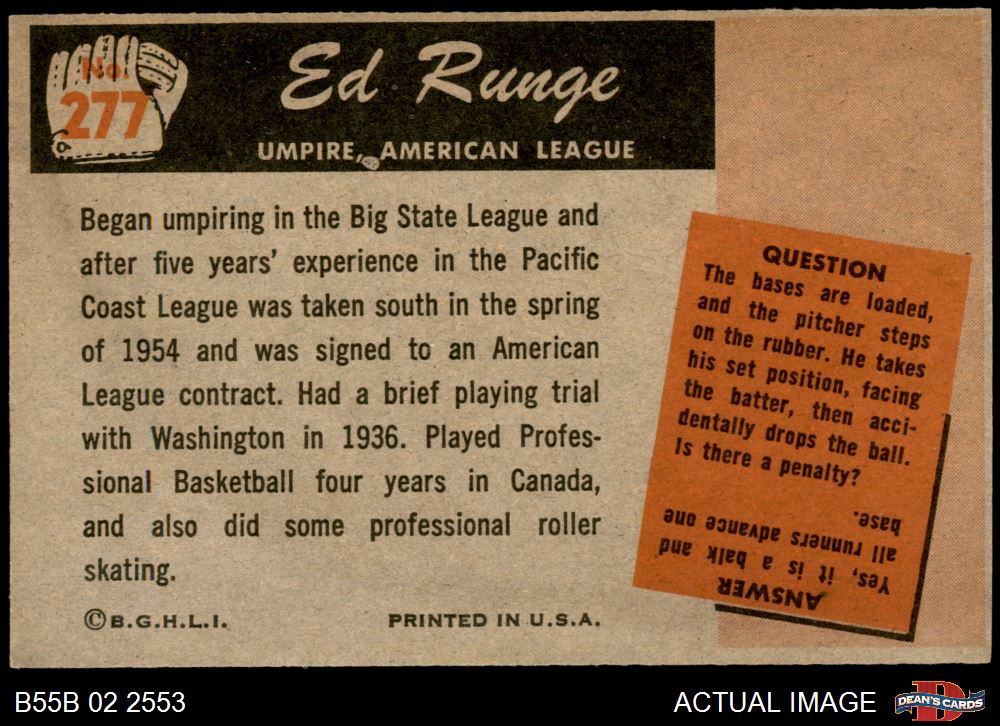 No.
277
Ed Runge
UMPIRE, AMERICAN LEAGUE
Began umpiring in the Big State League and
after five years' experience in the Pacific
Coast League was taken south in the spring
of 1954 and was signed to an American
League contract. Had a brief playing trial
with Washington in 1936. Played Profes-
sional Basketball four years in Canada,
and also did some professional roller
skating.
©B.G.H.L.I.
PRINTED IN U.S.A.
QUESTION
The bases are loaded,
and the pitcher steps
on the rubber. He takes
his set position, facing
the batter, then acci-
dentally drops the ball.
Is there a penalty?
ANSWER
Yes, it is a balk and
all runners advance one
base.
B55B 02 2553
ACTUAL IMAGE
D
DEAN'S CARDS